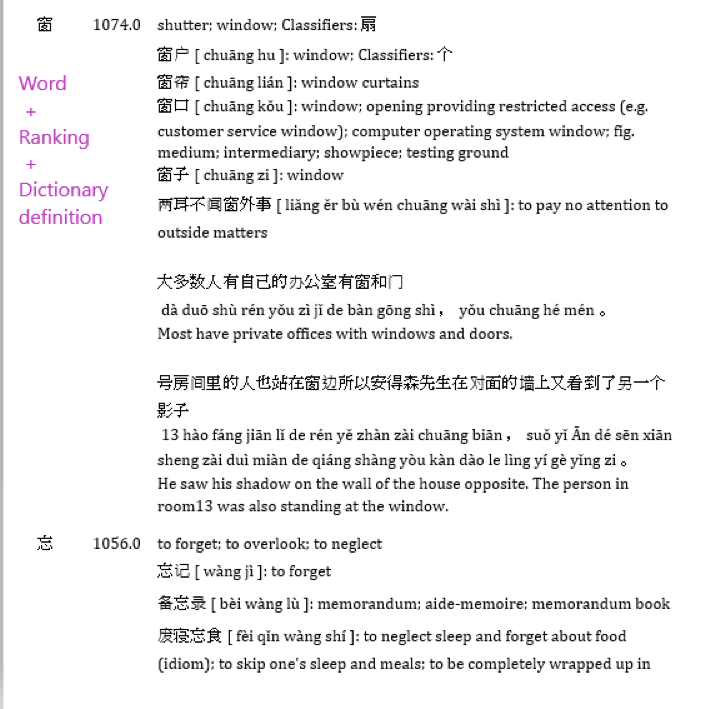 窗 1074.0 shutter; window; Classifiers: 扇
窗户 [ chuāng hu ]: window; Classifiers: 个
窗帘 [ chuāng lián ]: window curtains
窗口 [ chuāng kǒu ]: window; opening providing restricted access (e.g.
customer service window); computer operating system window; fig.
medium; intermediary; showpiece; testing ground
窗子 [ chuāng zi ]: window
两耳不闻窗外事 [ liǎng ěr bù wén chuāng wài shì ]: to pay no attention to
outside matters
Word
+
Ranking
+
Dictionary
definition
大多数人有自己的办公室有窗和门
dà duō shù rén yǒu zì jǐ de bàn gōng shì， yǒu chuāng hé mén 。
Most have private offices with windows and doors.
号房间里的人也站在窗边所以安得森先生在对面的墙上又看到了另一个
影子
13 hào fáng jiān lǐ de rén yě zhàn zài chuāng biān， suǒ yǐ Ān dé sēn xiān
sheng zài duì miàn de qiáng shàng yòu kàn dào le lìng yí gè yǐng zi 。
He saw his shadow on the wall of the house opposite. The person in
room13 was also standing at the window.
忘 1056.0 to forget; to overlook; to neglect
忘记 [ wàng jì ]: to forget
备忘录 [ bèi wàng lù ]: memorandum; aide-memoire; memorandum book
废寝忘食 [ fèi qǐn wàng shí ]: to neglect sleep and forget about food
(idiom); to skip one's sleep and meals; to be completely wrapped up in